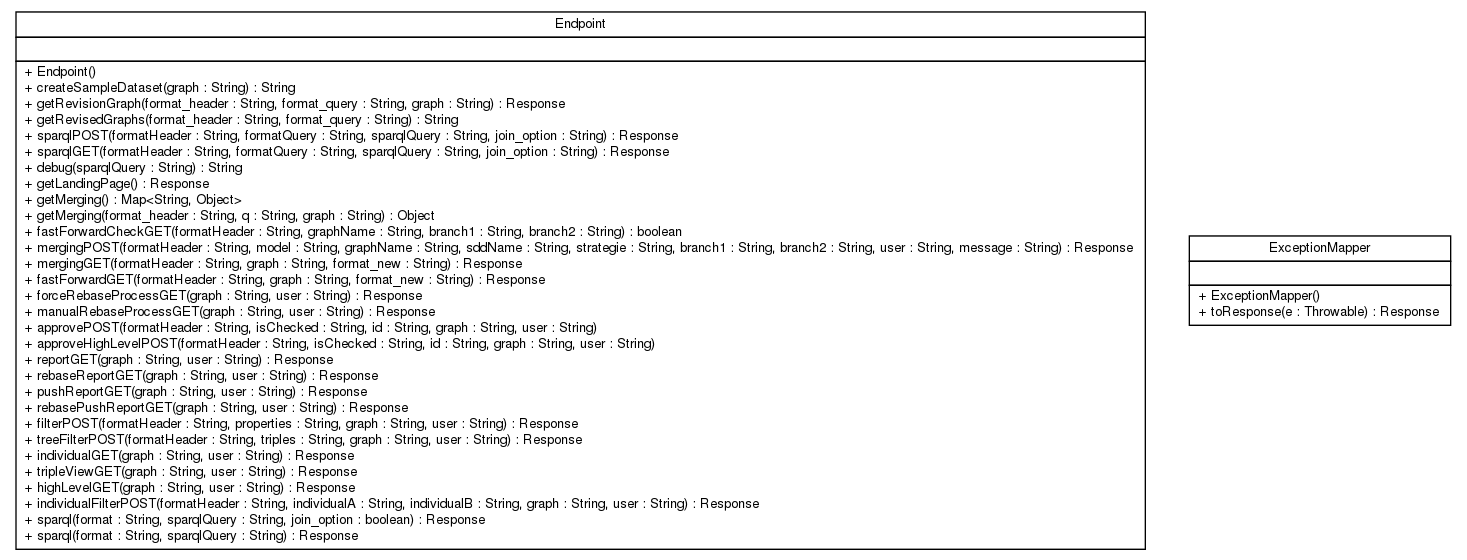 Endpoint
+ Endpoint()
+ createSampleDataset(graph : String) : String
+ getRevisionGraph(format_header : String, format_query : String, graph : String) : Response
+ getRevisedGraphs(format_header : String, format_query : String) : String
+ sparqlPOST(formatHeader : String, formatQuery : String, sparqlQuery : String, join_option : String) : Response
+ sparqlGET(formatHeader : String, formatQuery : String, sparqlQuery : String, join_option : String) : Response
+ debug(sparqlQuery : String) : String
+ getLandingPage() : Response
+ getMerging() : Map<String, Object>
+ getMerging(format_header : String, q : String, graph : String) : Object
+ fastForwardCheckGET(formatHeader : String, graphName : String, branch1 : String, branch2 : String) : boolean
+ mergingPOST(formatHeader : String, model : String, graphName : String, sddName : String, strategie : String, branch1 : String, branch2 : String, user : String, message : String) : Response
+ mergingGET(formatHeader : String, graph : String, format_new : String) : Response
+ fastForwardGET(formatHeader : String, graph : String, format_new : String) : Response
+ forceRebaseProcessGET(graph : String, user : String) : Response
+ manualRebaseProcessGET(graph : String, user : String) : Response
+ approvePOST(formatHeader : String, isChecked : String, id : String, graph : String, user : String)
+ approveHighLevelPOST(formatHeader : String, isChecked : String, id : String, graph : String, user : String)
+ reportGET(graph : String, user : String) : Response
+ rebaseReportGET(graph : String, user : String) : Response
+ pushReportGET(graph : String, user : String) : Response
+ rebasePushReportGET(graph : String, user : String) : Response
+ filterPOST(formatHeader : String, properties : String, graph : String, user : String) : Response
+ treeFilterPOST(formatHeader : String, triples : String, graph : String, user : String) : Response
+ individualGET(graph : String, user : String) : Response
+ tripleViewGET(graph : String, user : String) : Response
+ highLevelGET(graph : String, user : String) : Response
+ individualFilterPOST(formatHeader : String, individualA : String, individualB : String, graph : String, user : String) : Response
+ sparql(format : String, sparqlQuery : String, join_option : boolean) : Response
+ sparql(format : String, sparqlQuery : String) : Response
ExceptionMapper
+ ExceptionMapper()
+ toResponse(e : Throwable) : Response